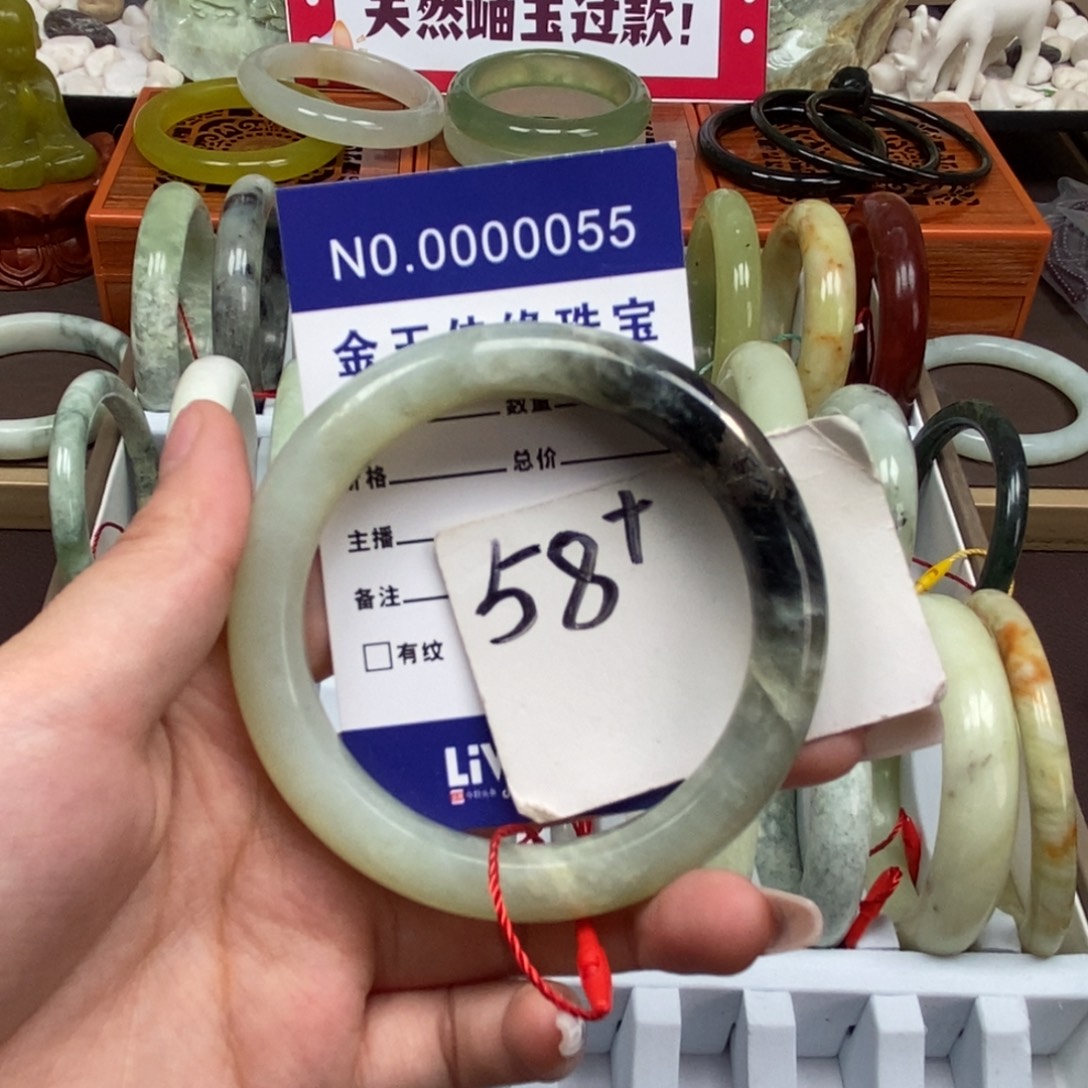 天然岫玉过款!
N0.0000055
数量
价格 总价
主播
备注
有纹
58+